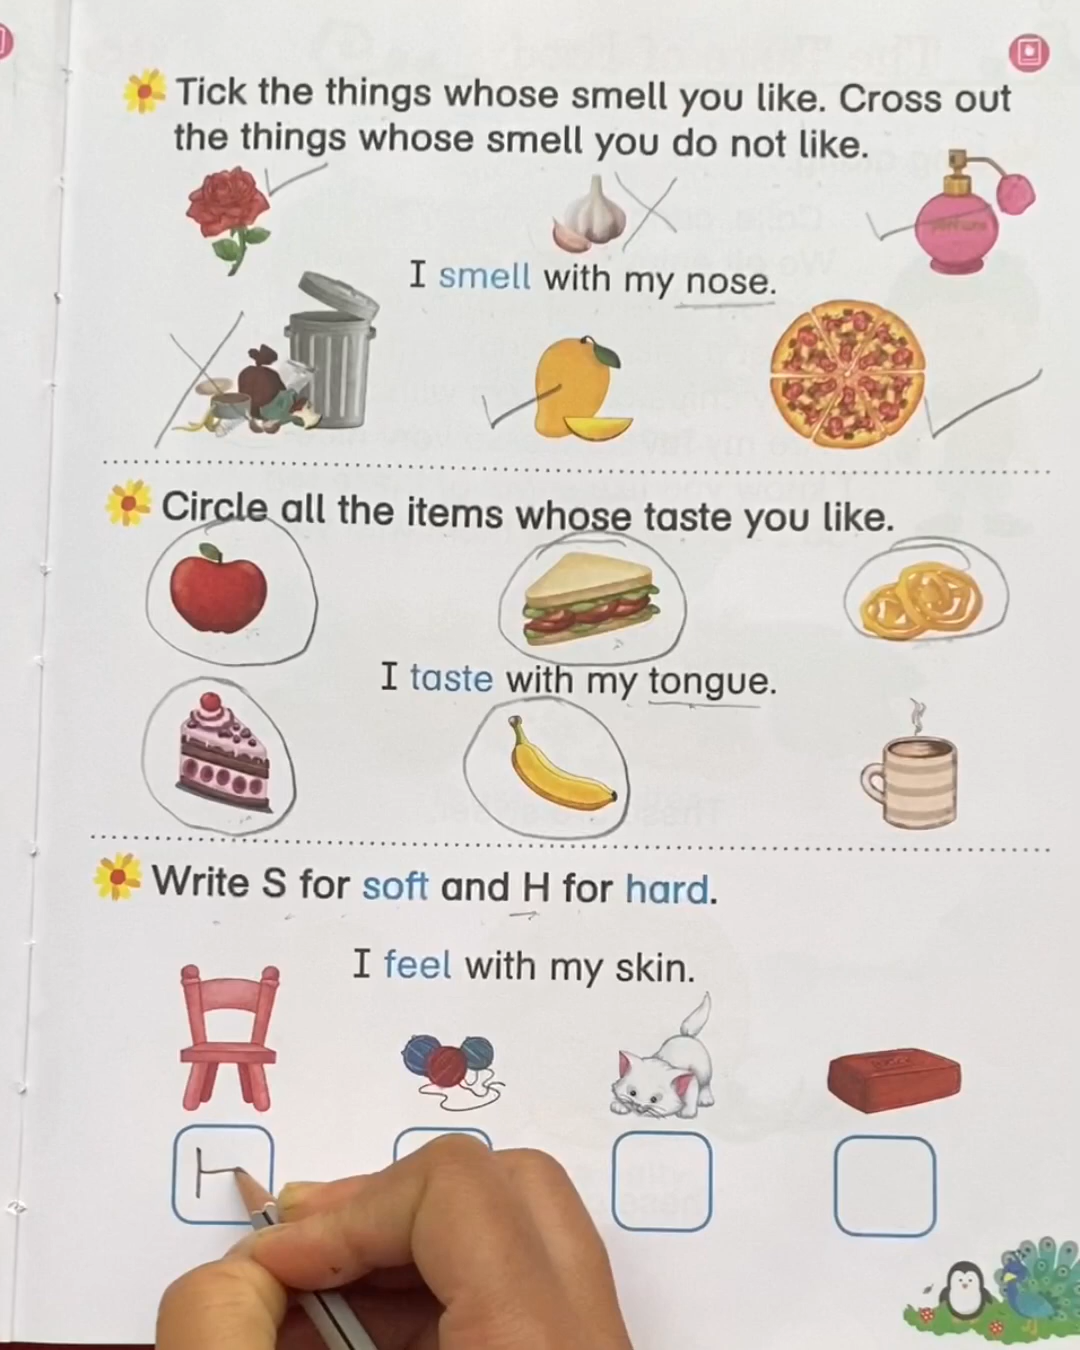 Tick the things whose smell you like. Cross out
the things whose smell you do not like.
I smell with my nose.
Circle all the items whose taste you like.
I taste with my tongue.
Write S for soft and H for hard.
I feel with my skin.
H